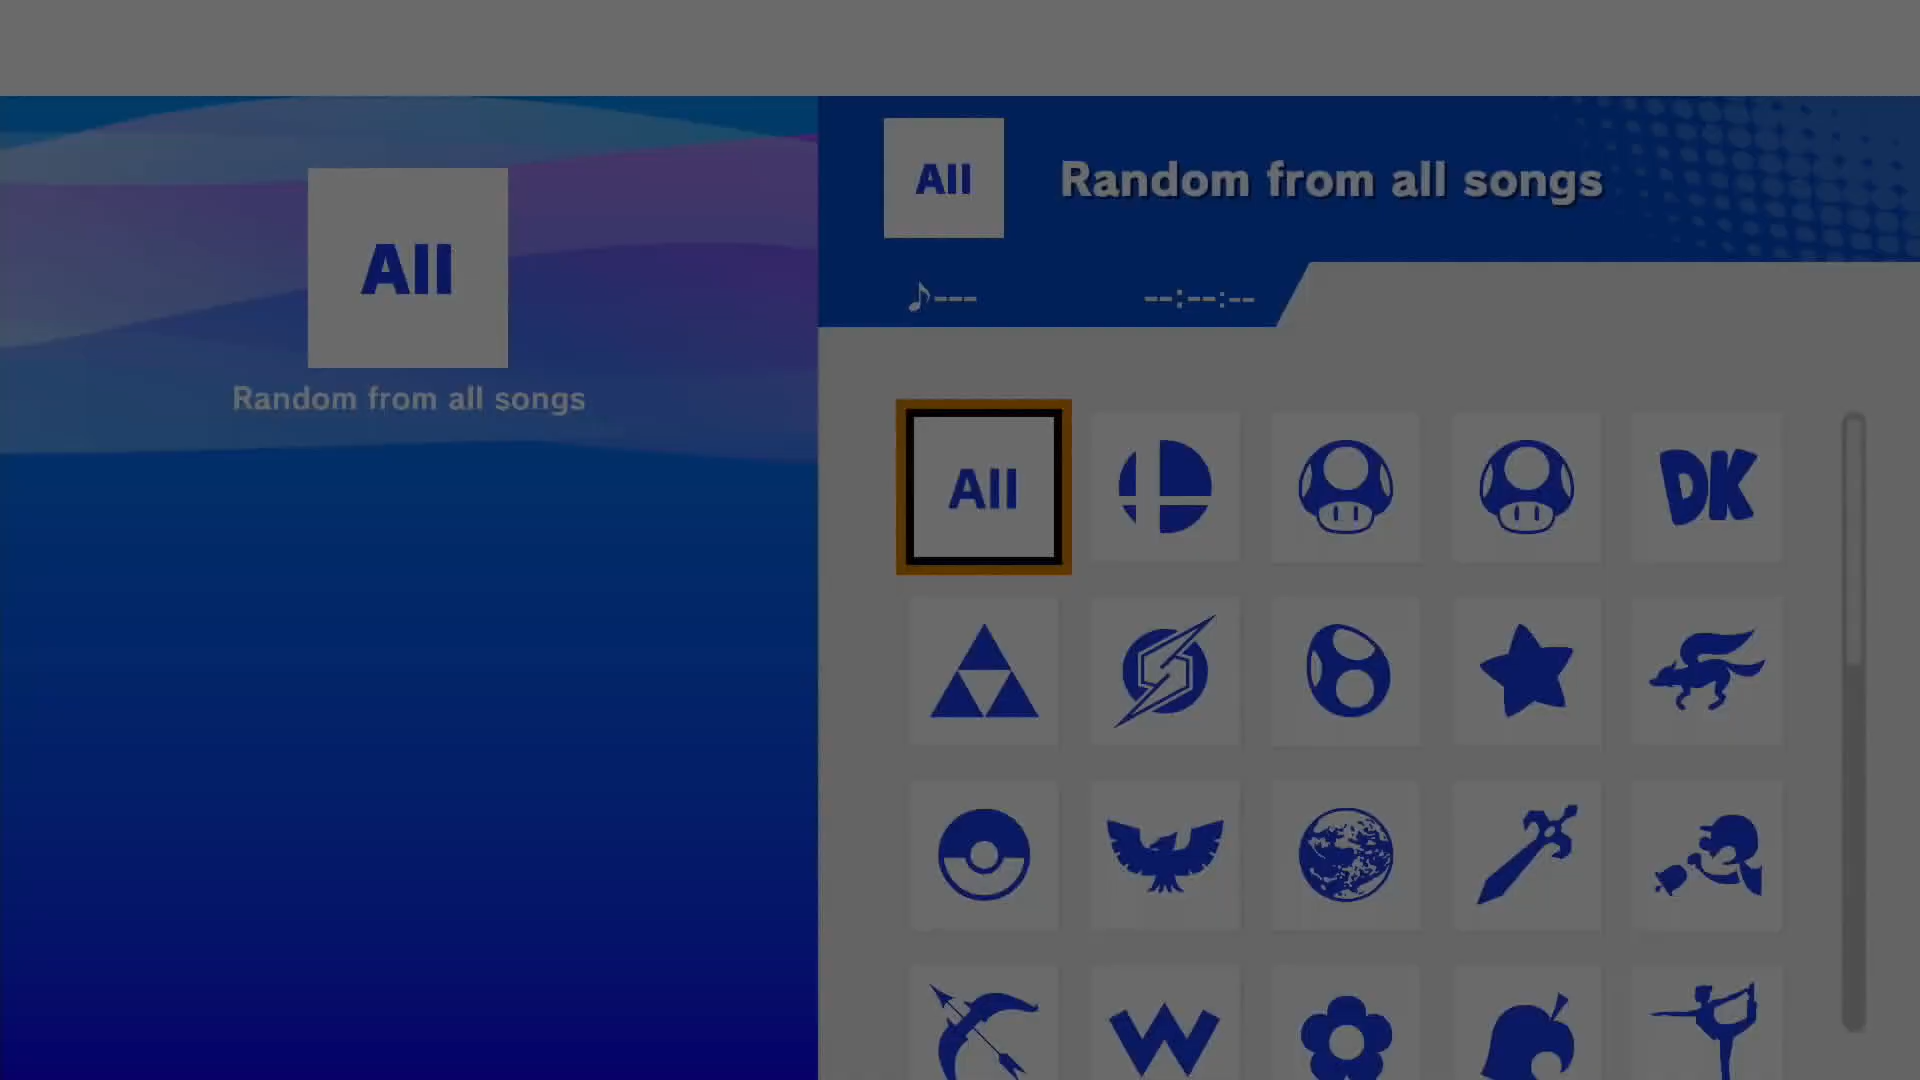 All
Random from all songs
All
Random from all songs
♪---
--:--:--
All
DK